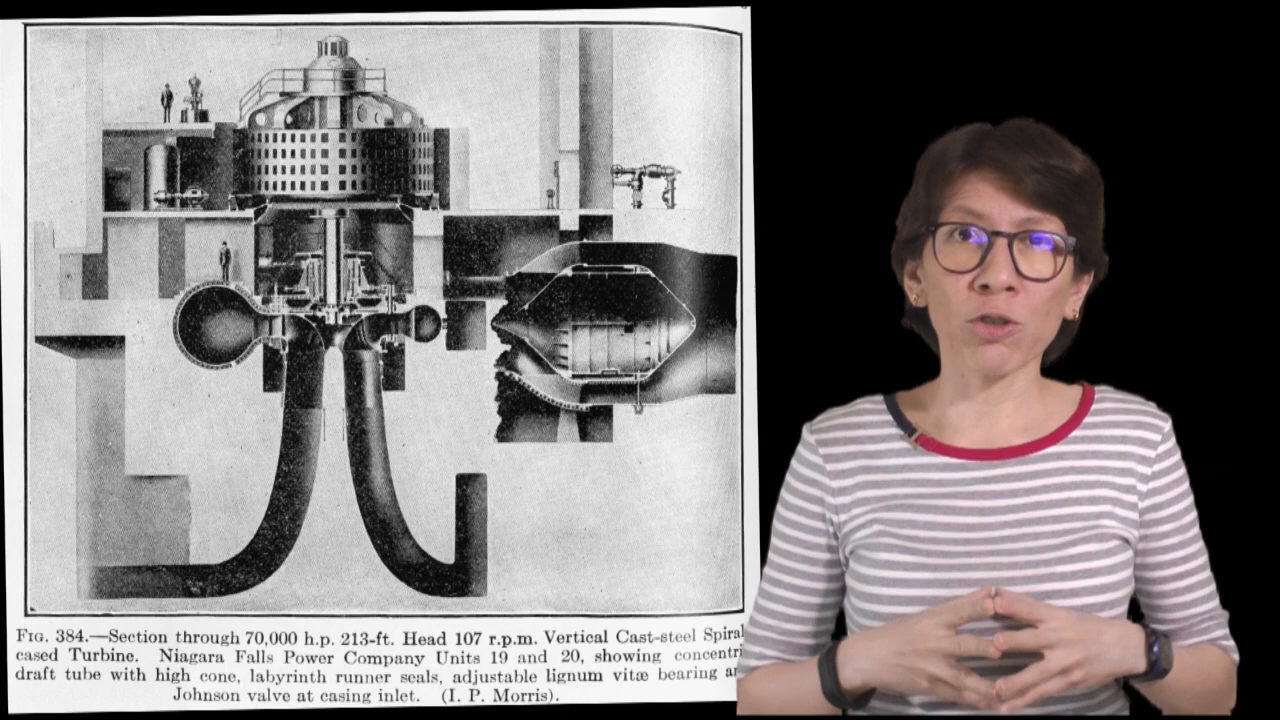 FIG. 384.—Section through 70,000 h.p. 213-ft. Head 107 r.p.m. Vertical Cast-steel Spiral
cased Turbine. Niagara Falls Power Company Units 19 and 20, showing concentri
draft tube with high cone, labyrinth runner seals, adjustable lignum vitæ bearing an
Johnson valve at casing inlet. (I. P. Morris).